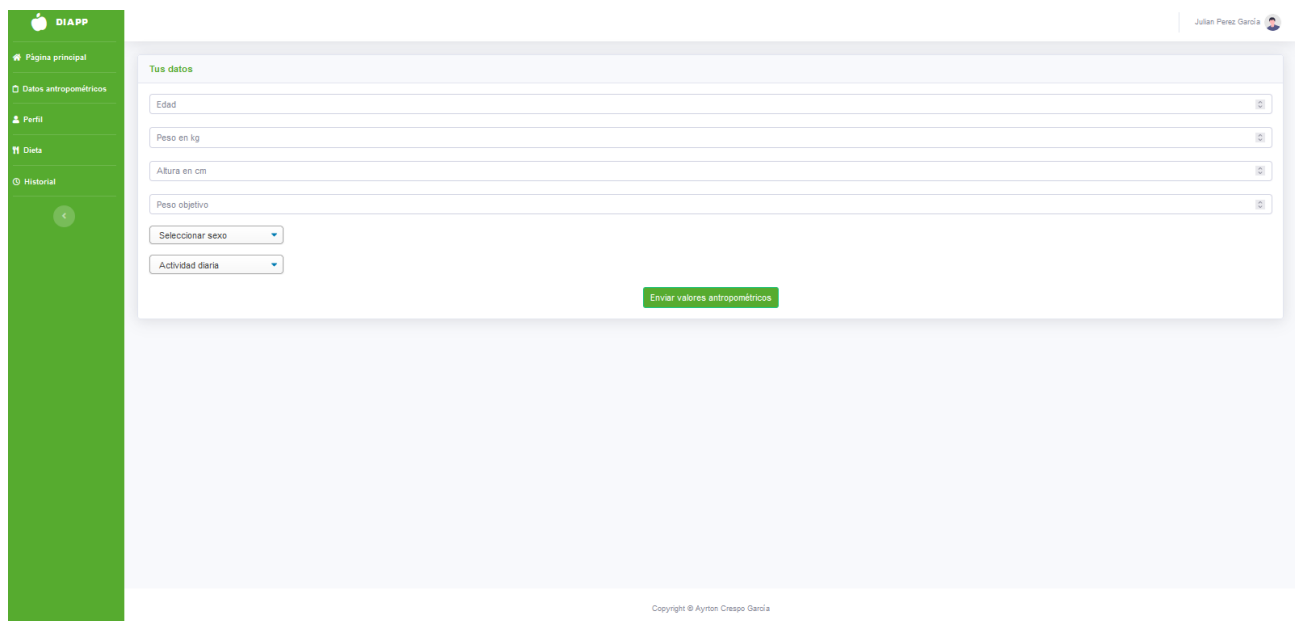 DIAPP
Julian Perez García
Página principal
Datos antropométricos
Perfil
Dieta
Historial
Tus datos
Edad
Peso en kg
Altura en cm
Peso objetivo
Seleccionar sexo
Actividad diaria
Enviar valores antropométricos
Copyright © Ayrton Crespo García